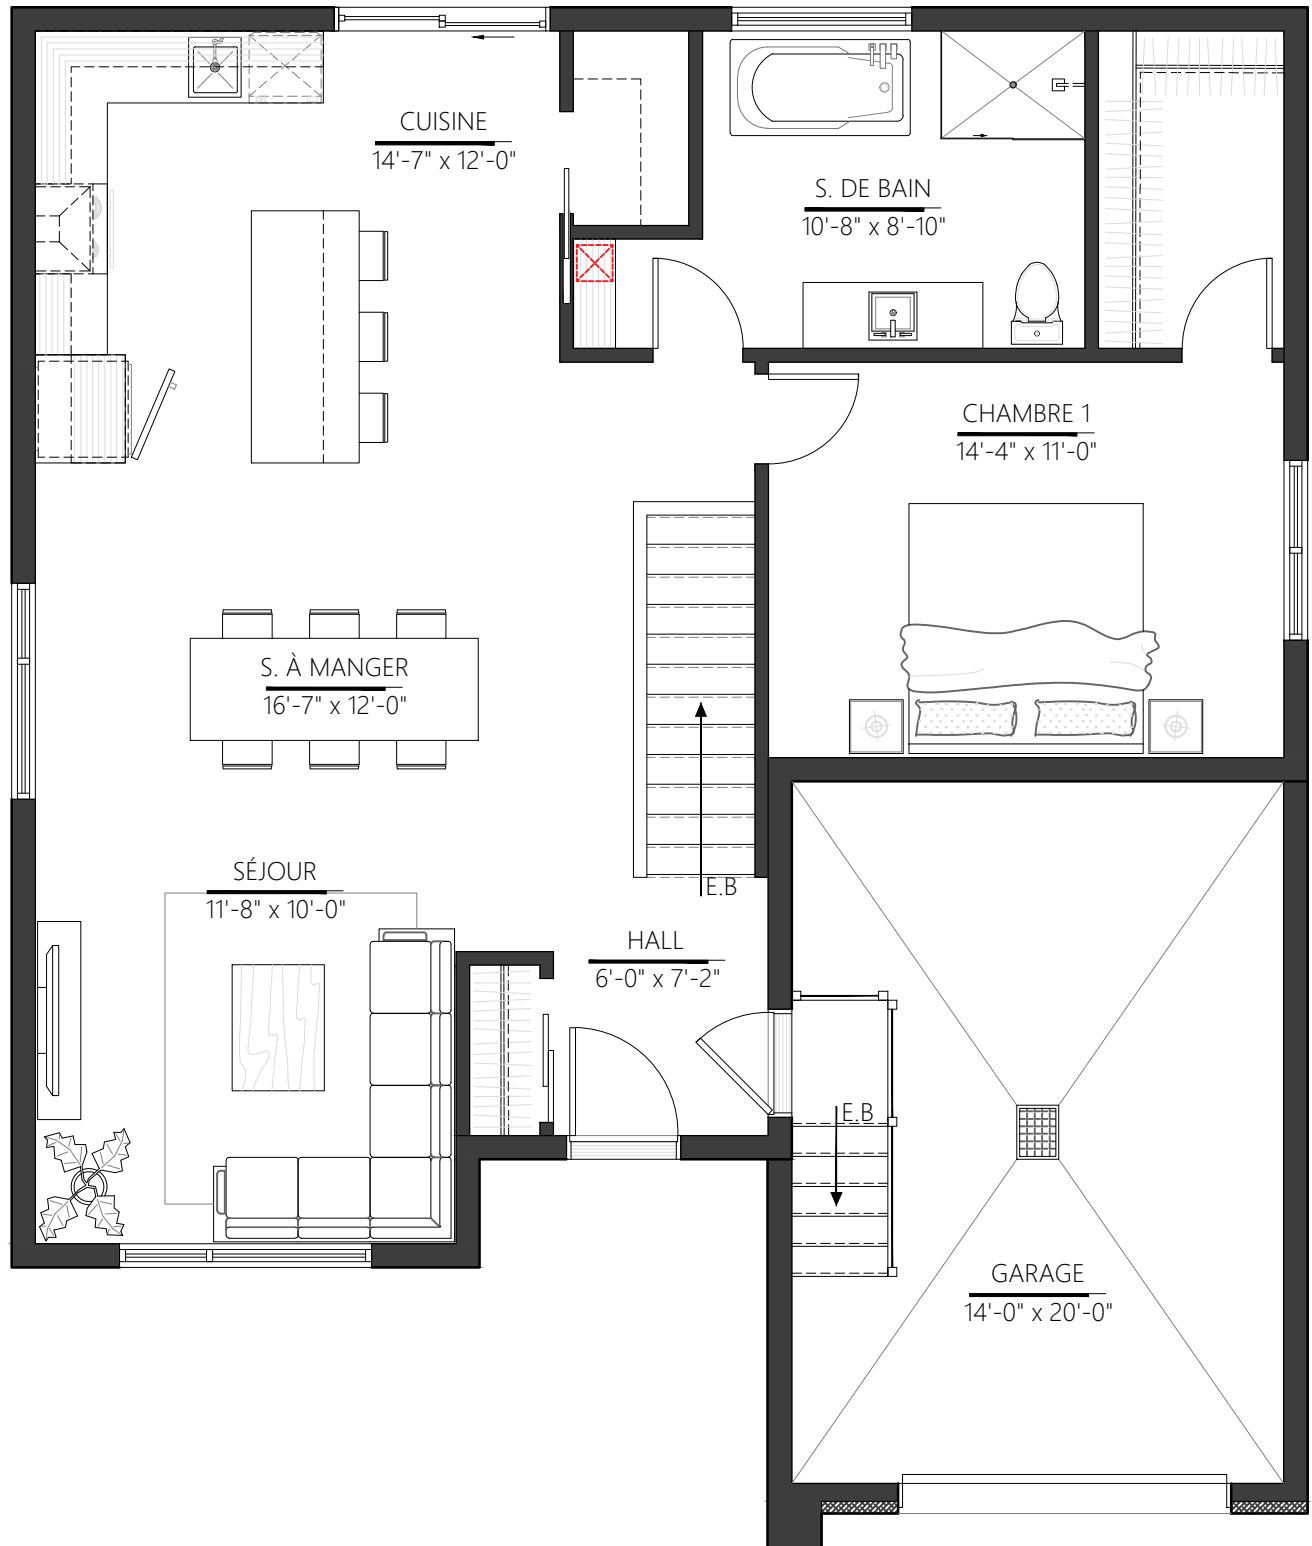 CUISINE
14'-7" x 12'-0"
S. DE BAIN
10'-8" x 8'-10"
CHAMBRE 1
14'-4" x 11'-0"
S. À MANGER
16'-7" x 12'-0"
SÉJOUR
11'-8" x 10'-0"
E.B
HALL
6'-0" x 7'-2"
E.B
GARAGE
14'-0" x 20'-0"